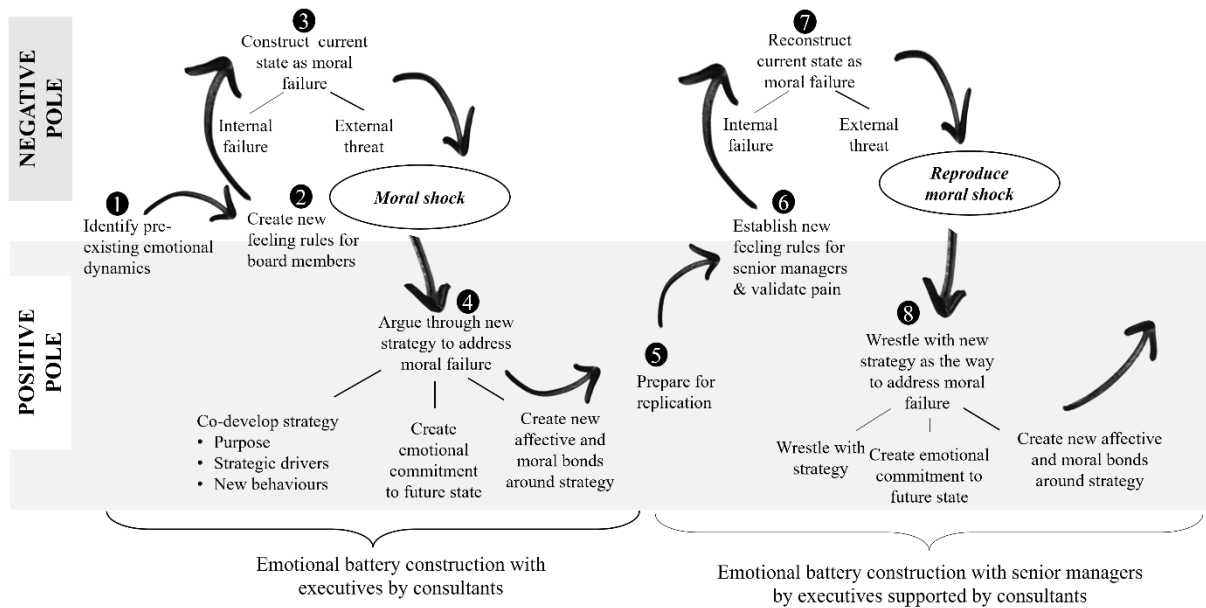 NEGATIVE
POLE
3
Construct current
state as moral
failure
Internal
failure
External
threat
Moral shock
1
Identify pre-
existing emotional
dynamics
2
Create new
feeling rules for
board members
7
Reconstruct
current state as
moral failure
Internal
failure
External
threat
Reproduce
moral shock
6
Establish new
feeling rules for
senior managers
& validate pain
POSITIVE
POLE
4
Argue through new
strategy to address
moral failure
Co-develop strategy
• Purpose
• Strategic drivers
• New behaviours
Create
emotional
commitment
to future state
Create new
affective and
moral bonds
around strategy
5
Prepare for
replication
8
Wrestle with new
strategy as the way
to address moral
failure
Wrestle with
strategy
Create emotional
commitment to
future state
Create new affective
and moral bonds
around strategy
Emotional battery construction with
executives by consultants
Emotional battery construction with senior managers
by executives supported by consultants